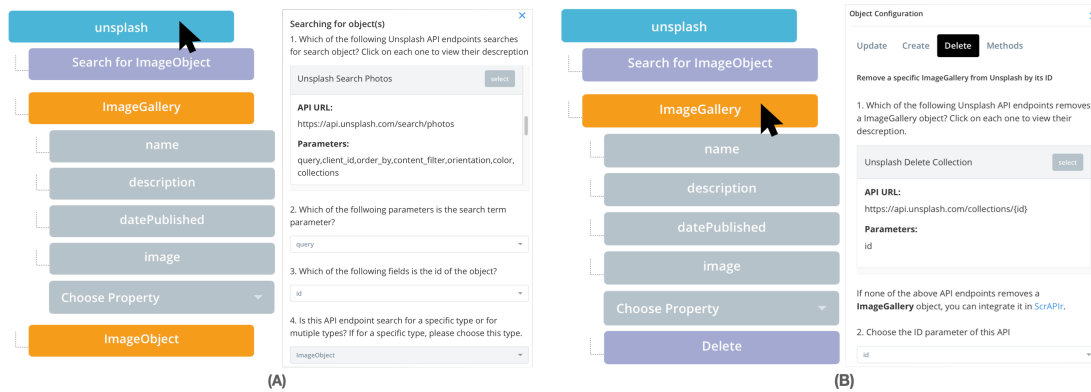 unsplash
Search for ImageObject
ImageGallery
name
description
datePublished
image
Choose Property
ImageObject
Searching for object(s)
1. Which of the following Unsplash API endpoints searches
for search object? Click on each one to view their descreption
Unsplash Search Photos
select
API URL:
https://api.unsplash.com/search/photos
Parameters:
query,client_id,order_by,content_filter,orientation,color,
collections
2. Which of the follwoing parameters is the search term
parameter?
query
3. Which of the following fields is the id of the object?
id
4. Is this API endpoint search for a specific type or for
mutiple types? If for a specific type, please choose this type.
ImageObject
(A)
unsplash
Search for ImageObject
ImageGallery
name
description
datePublished
image
Choose Property
Delete
Object Configuration
Update Create Delete Methods
Remove a specific ImageGallery from Unsplash by its ID
1. Which of the following Unsplash API endpoints removes
a ImageGallery object? Click on each one to view their
descreption.
Unsplash Delete Collection
select
API URL:
https://api.unsplash.com/collections/{id}
Parameters:
id
If none of the above API endpoints removes a
ImageGallery object, you can integrate it in ScrAPIr.
2. Choose the ID parameter of this API
id
(B)